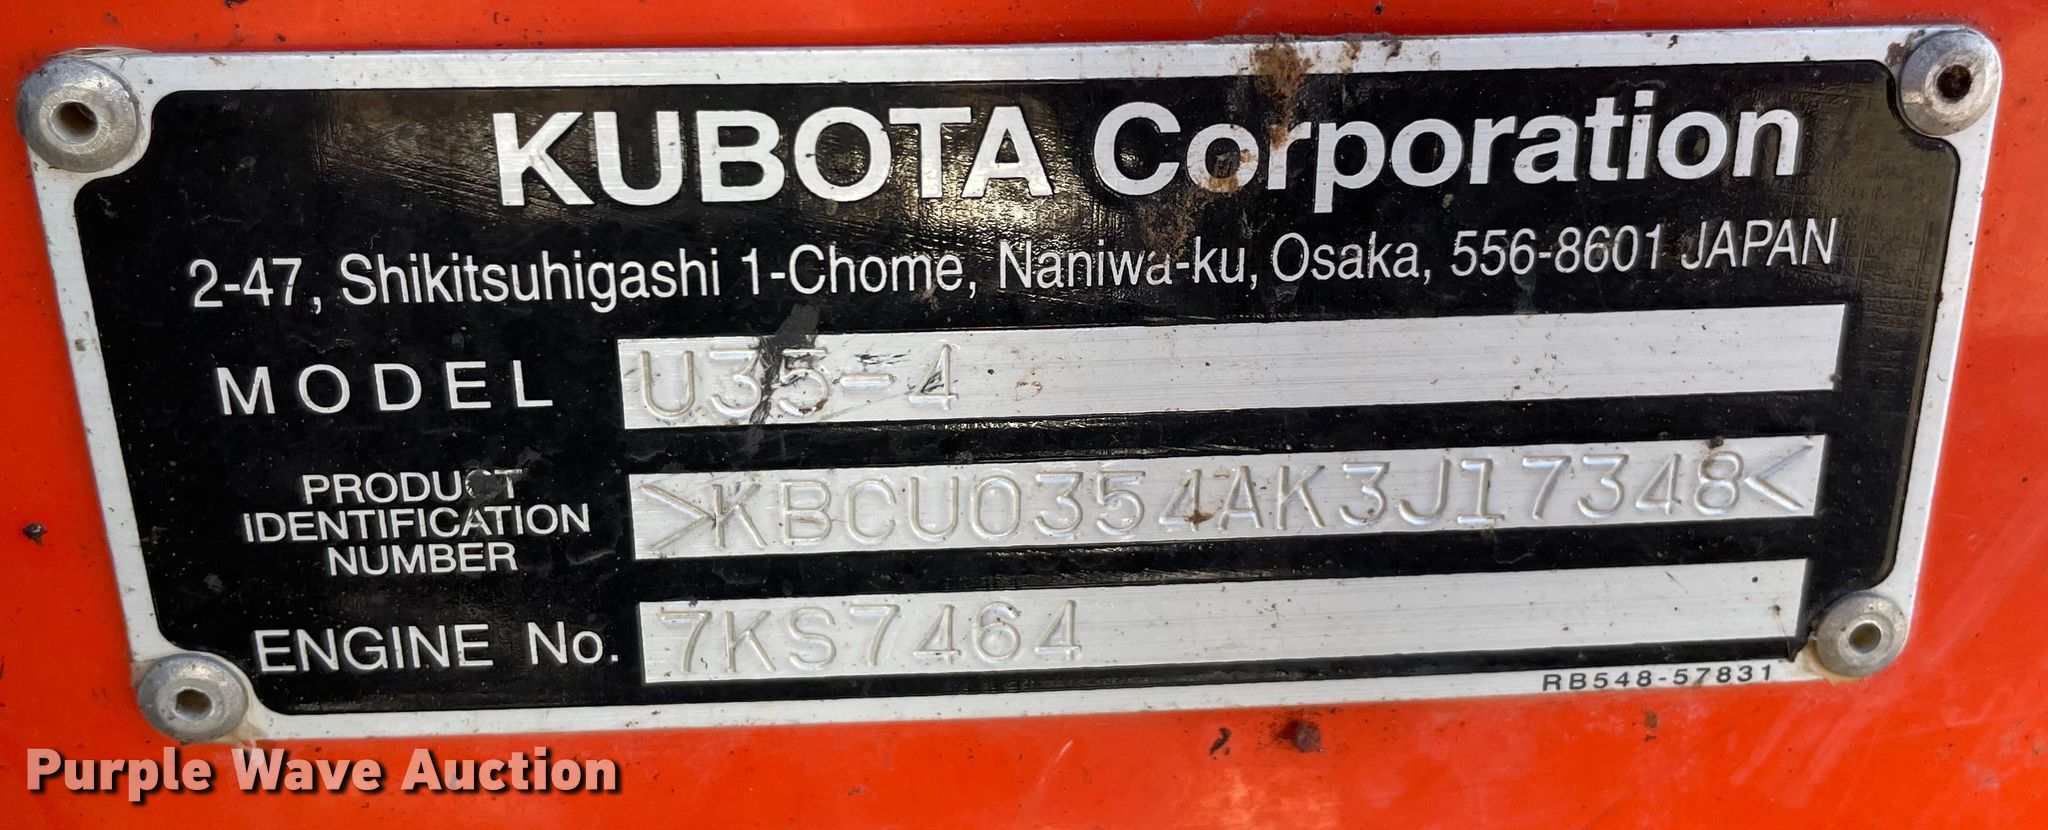 KUBOTA Corporation
2-47, Shikitsuhigashi 1-Chome, Naniwa-ku, Osaka, 556-8601 JAPAN
MODEL U35-4
PRODUCT
IDENTIFICATION
NUMBER
>KBCU0354AK3J17348<
ENGINE No. 7KS7464
RB548-57831
Purple Wave Auction